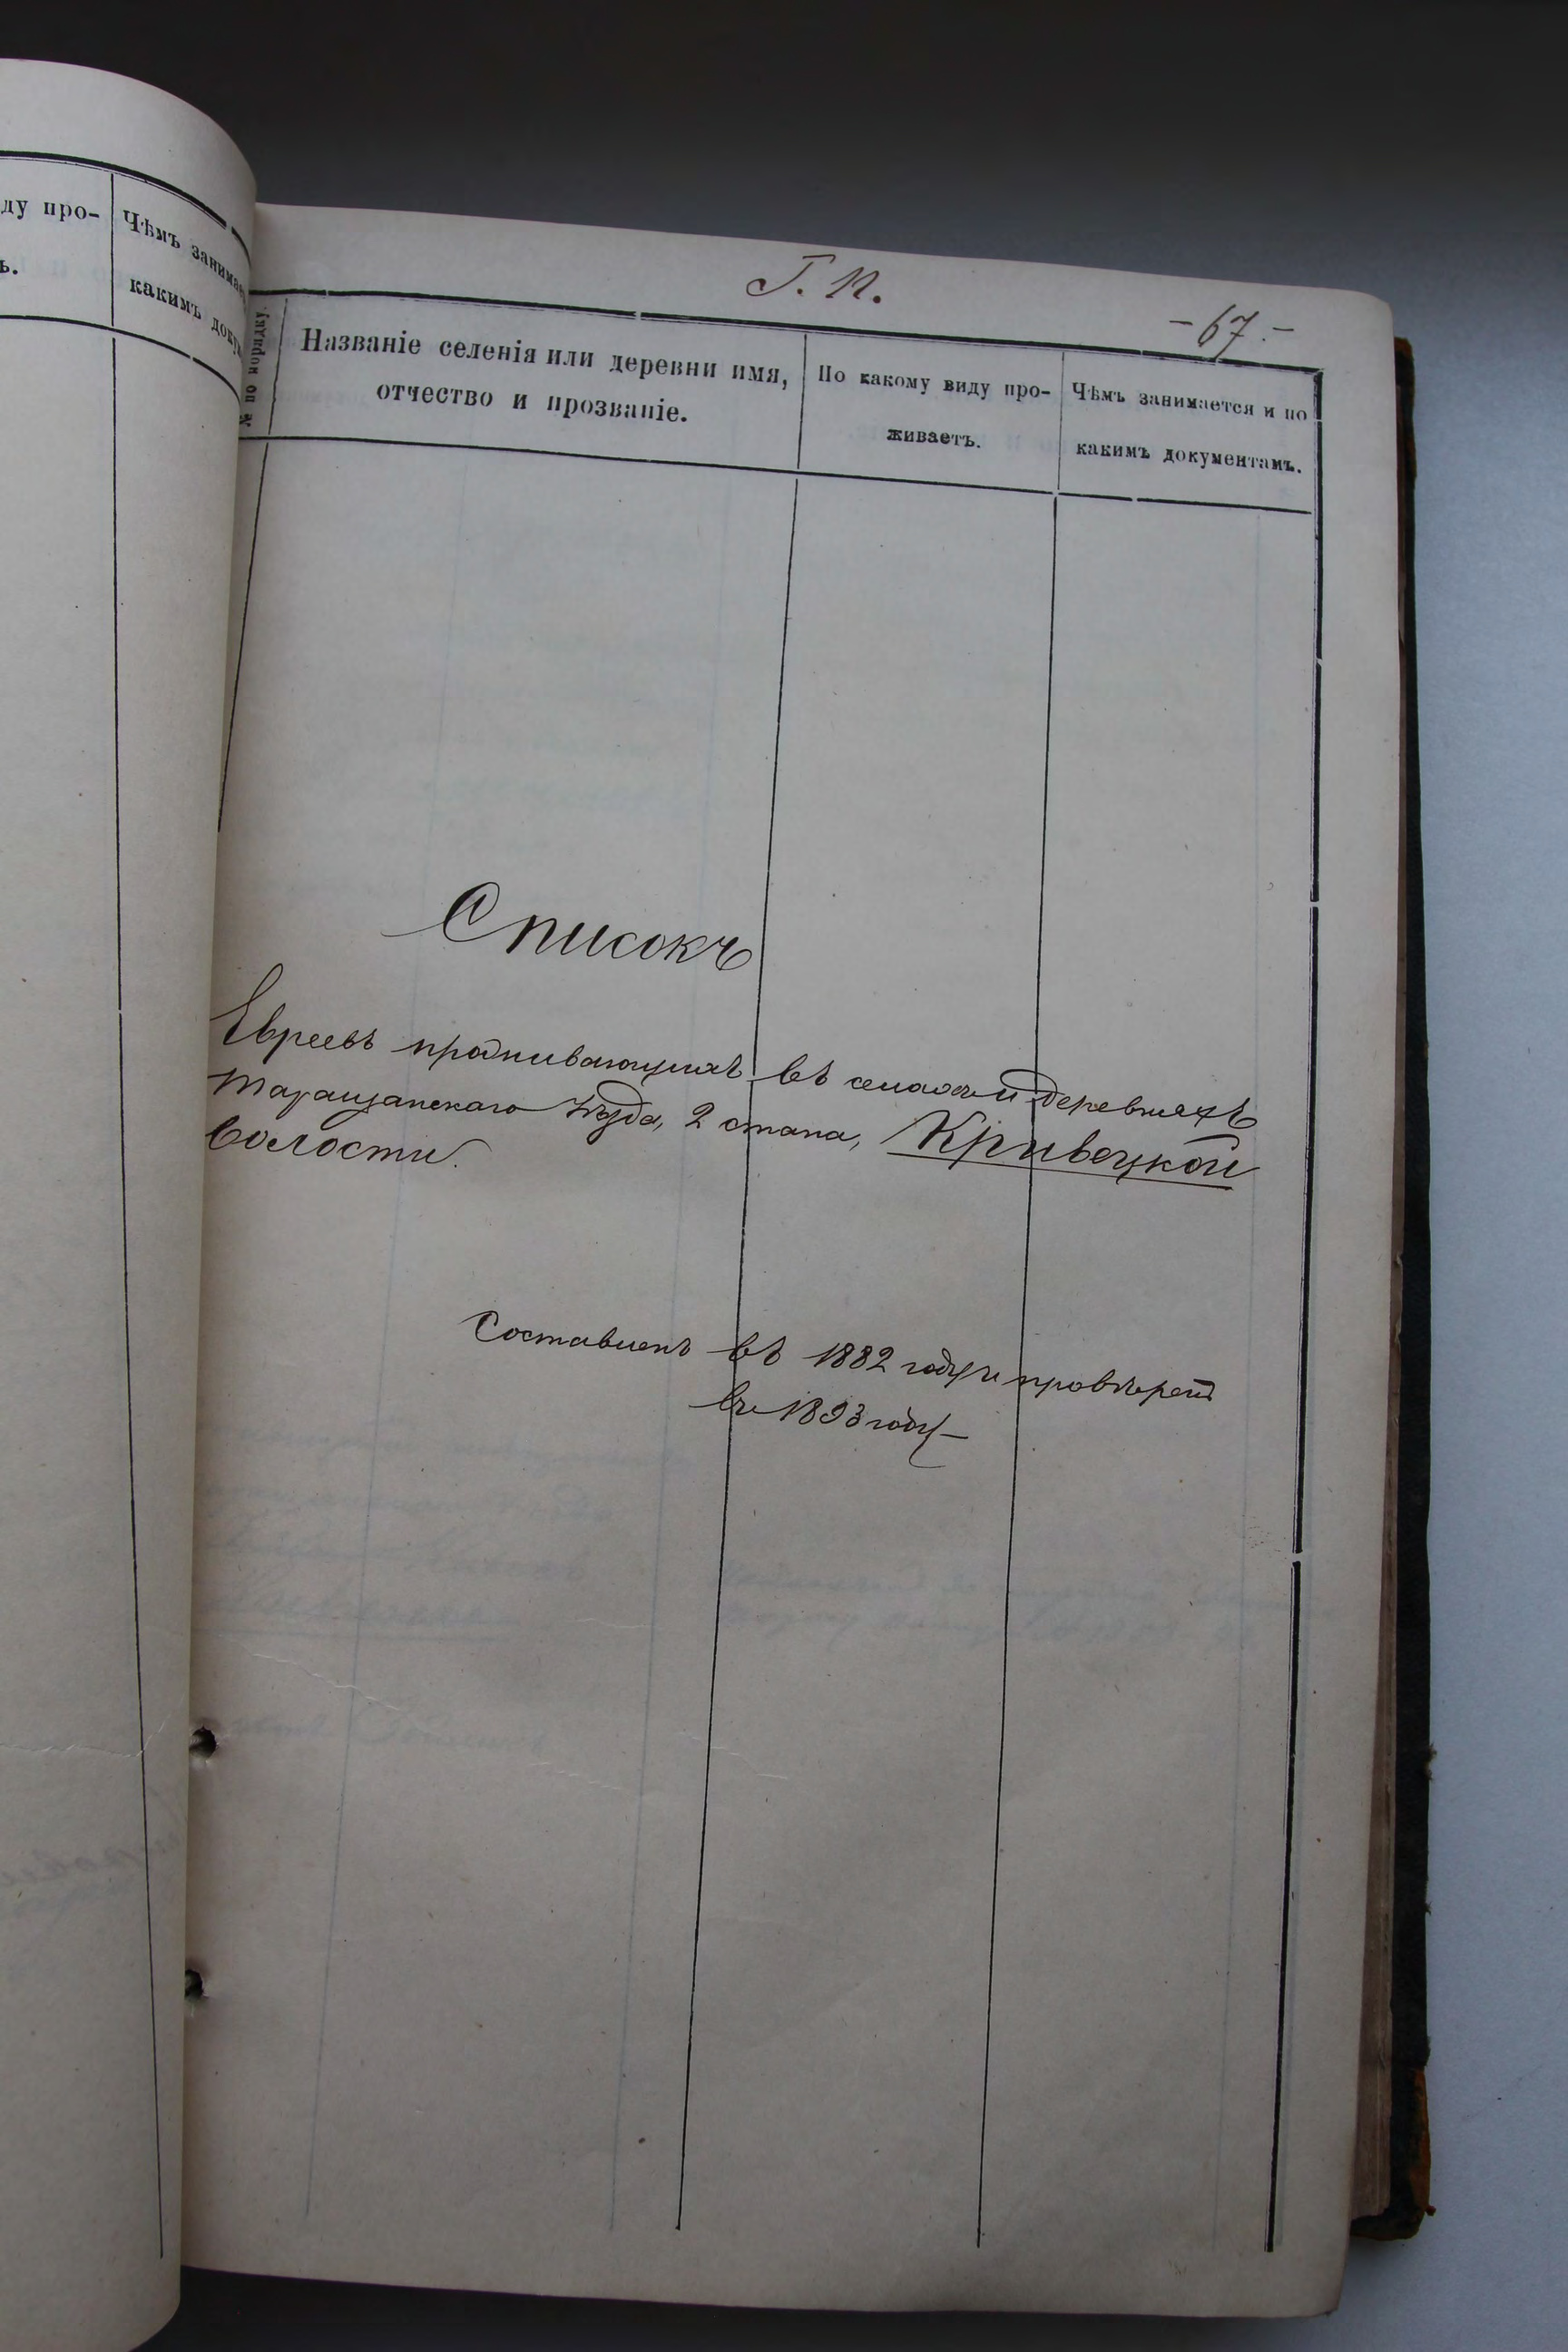 ду про-
ь.
Чѣмъ занимае
какимъ доку
Г. К.
- 67. -
№ по порядку.
Названіе селенія или деревни имя,
отчество и прозваніе.
По какому виду про-
живаетъ.
Чѣмъ занимается и по
какимъ документамъ.
Списокъ
Евреевъ проживающихъ въ селахъ и деревняхъ
Таращанскаго уѣзда, 2 стана, Кривецкой
волости.
Составленъ въ 1882 году и провѣренъ
въ 1893 году